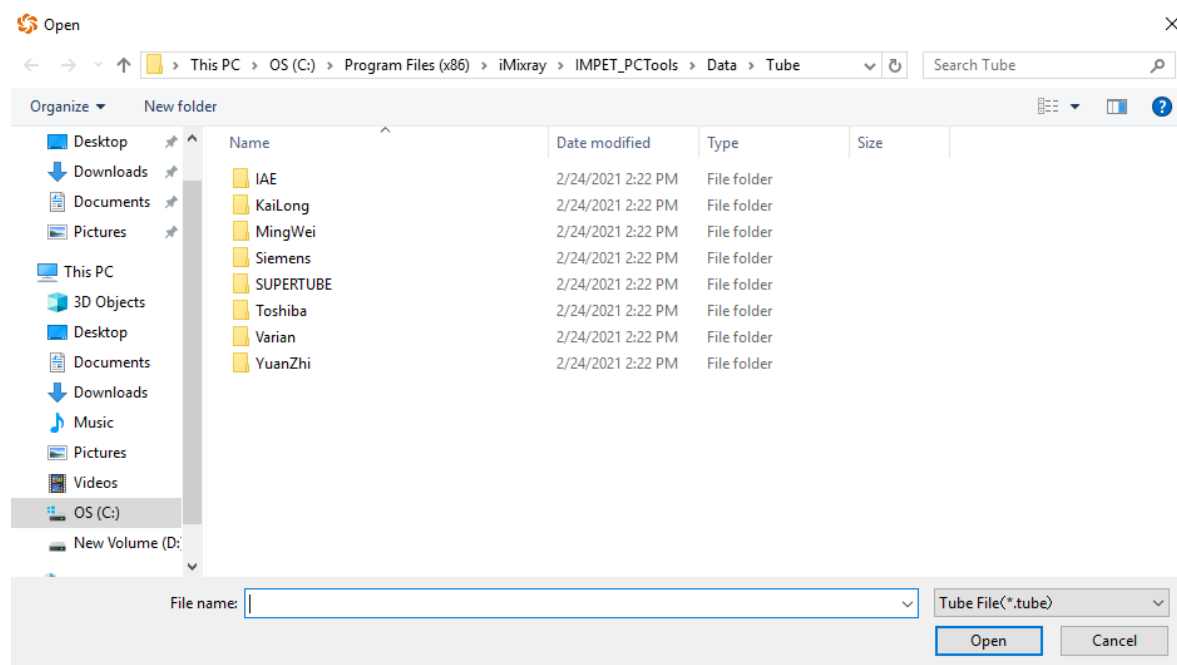 Open
This PC > OS (C:) > Program Files (x86) > iMixray > IMPET_PCTools > Data > Tube
Search Tube
Organize
New folder
Desktop
Downloads
Documents
Pictures
This PC
3D Objects
Desktop
Documents
Downloads
Music
Pictures
Videos
OS (C:)
New Volume (D:
Name Date modified Type Size
IAE 2/24/2021 2:22 PM File folder
KaiLong 2/24/2021 2:22 PM File folder
MingWei 2/24/2021 2:22 PM File folder
Siemens 2/24/2021 2:22 PM File folder
SUPERTUBE 2/24/2021 2:22 PM File folder
Toshiba 2/24/2021 2:22 PM File folder
Varian 2/24/2021 2:22 PM File folder
YuanZhi 2/24/2021 2:22 PM File folder
File name:
Tube File(*.tube)
Open
Cancel